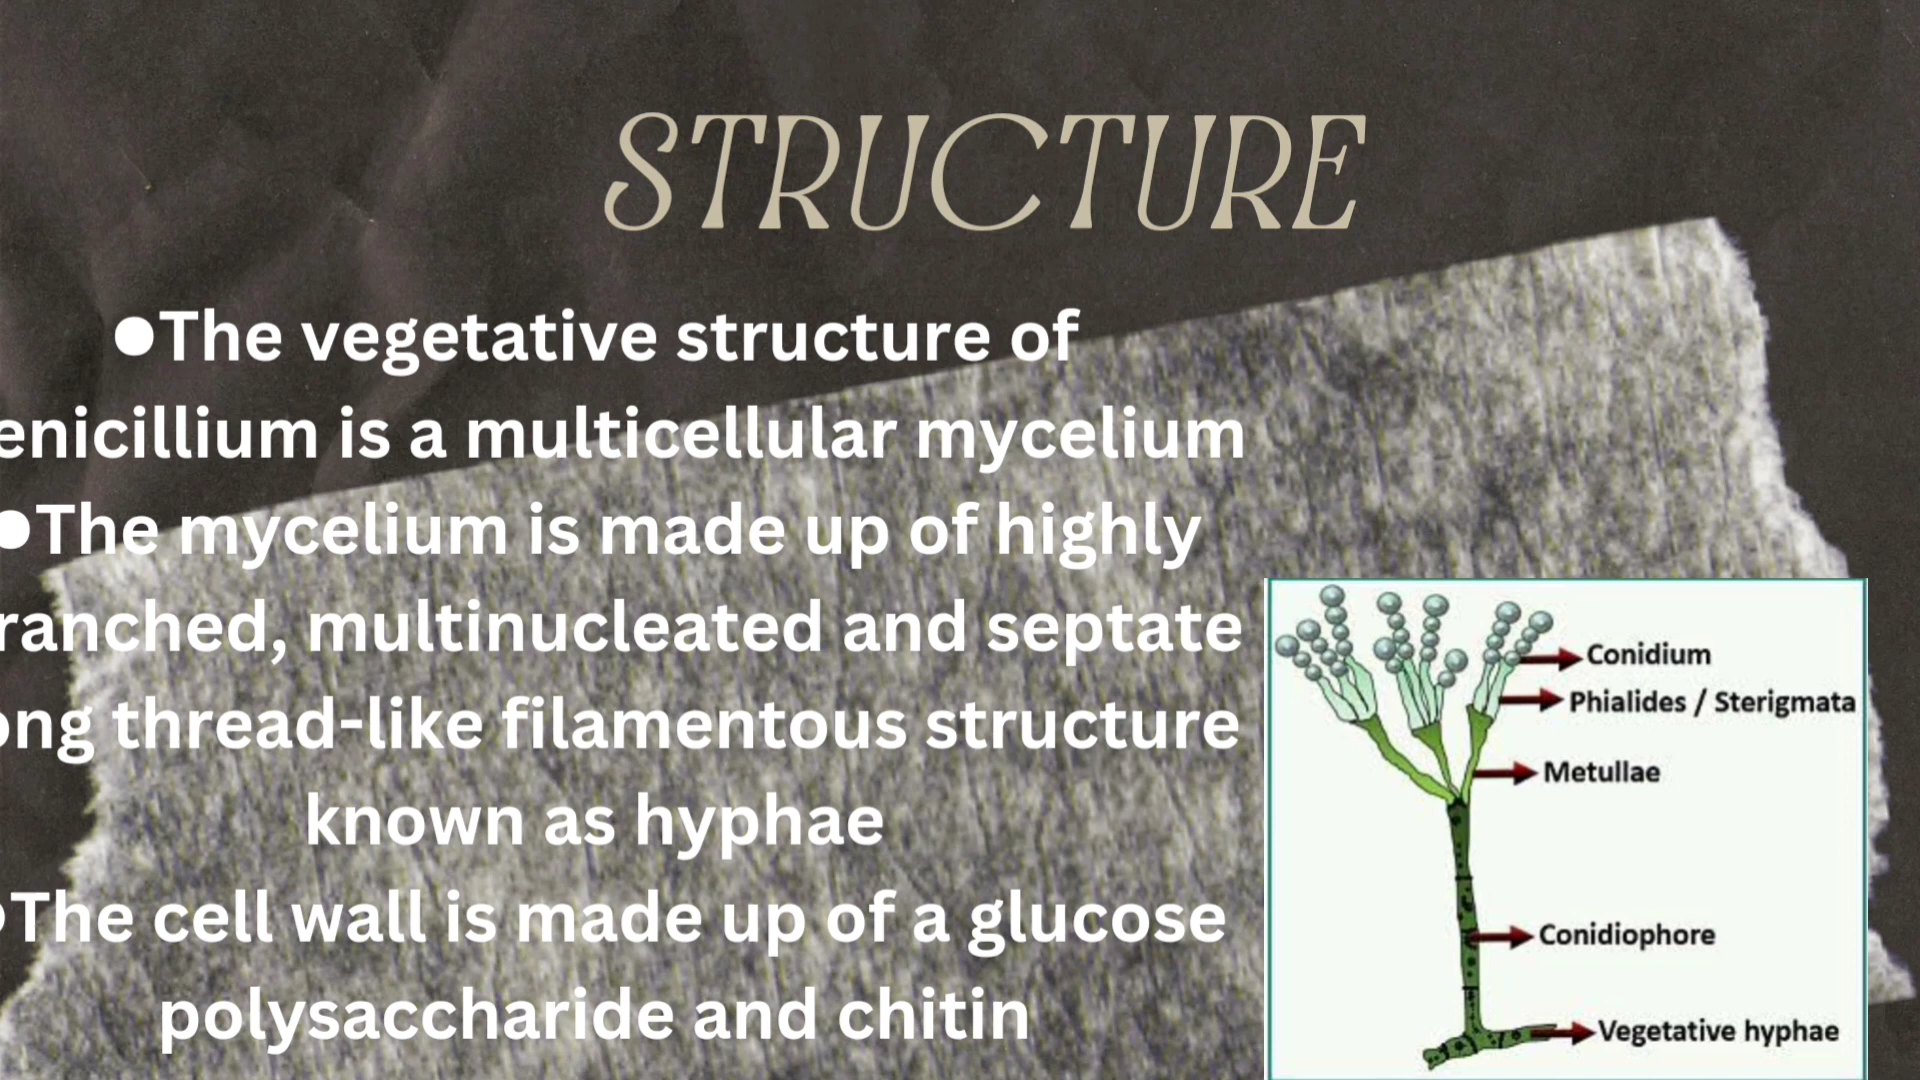 STRUCTURE
●The vegetative structure of
enicillium is a multicellular mycelium
●The mycelium is made up of highly
ranched, multinucleated and septate
ong thread-like filamentous structure
known as hyphae
●The cell wall is made up of a glucose
polysaccharide and chitin
Conidium
Phialides / Sterigmata
Metullae
Conidiophore
Vegetative hyphae